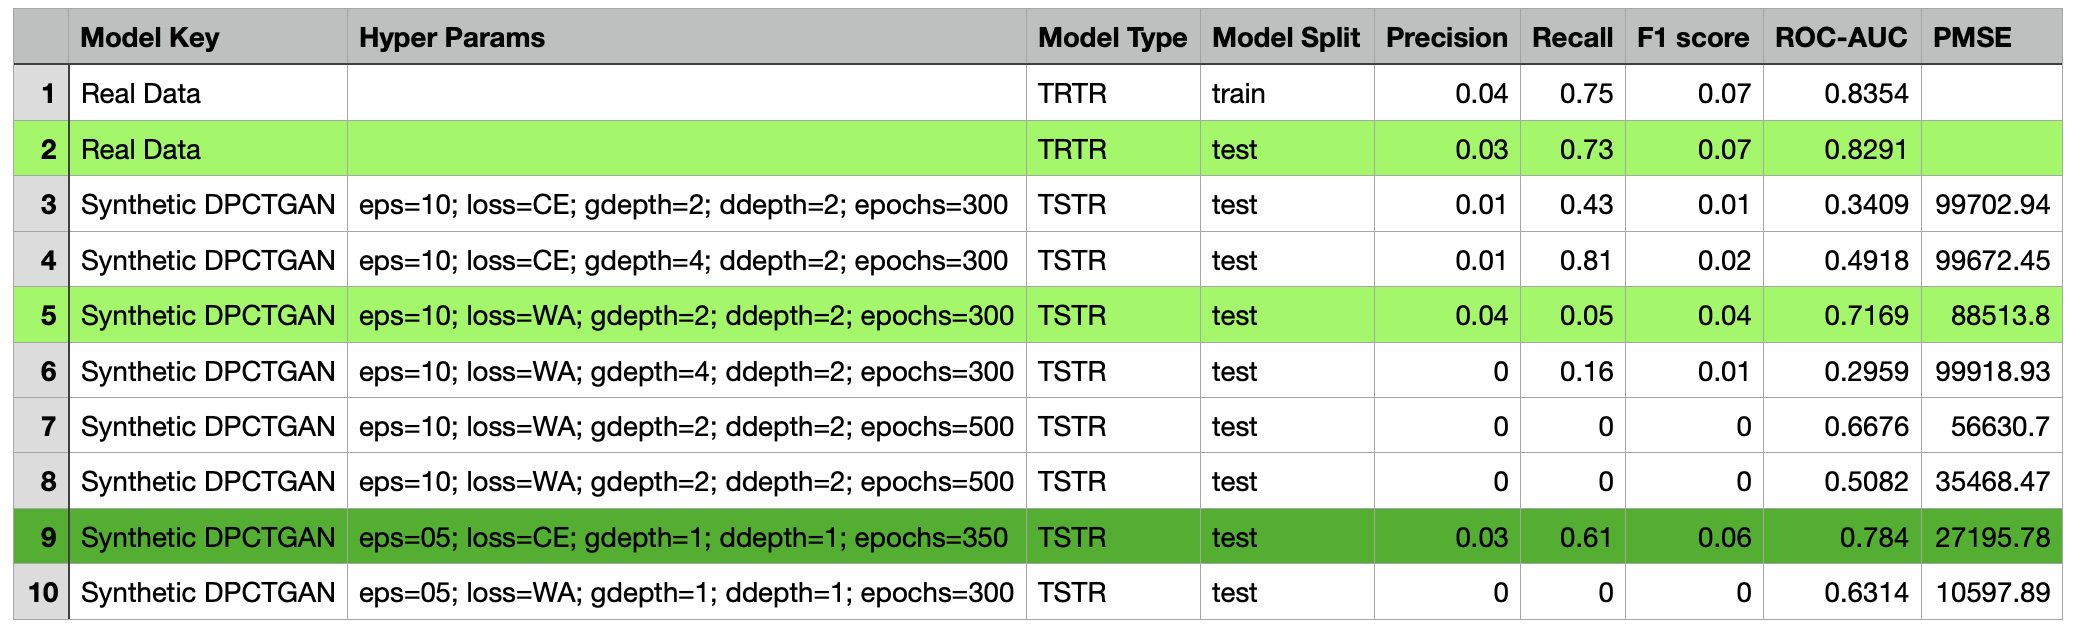 Model Key Hyper Params Model Type Model Split Precision Recall F1 score ROC-AUC PMSE
1 Real Data TRTR train 0.04 0.75 0.07 0.8354
2 Real Data TRTR test 0.03 0.73 0.07 0.8291
3 Synthetic DPCTGAN eps=10; loss=CE; gdepth=2; ddepth=2; epochs=300 TSTR test 0.01 0.43 0.01 0.3409 99702.94
4 Synthetic DPCTGAN eps=10; loss=CE; gdepth=4; ddepth=2; epochs=300 TSTR test 0.01 0.81 0.02 0.4918 99672.45
5 Synthetic DPCTGAN eps=10; loss=WA; gdepth=2; ddepth=2; epochs=300 TSTR test 0.04 0.05 0.04 0.7169 88513.8
6 Synthetic DPCTGAN eps=10; loss=WA; gdepth=4; ddepth=2; epochs=300 TSTR test 0 0.16 0.01 0.2959 99918.93
7 Synthetic DPCTGAN eps=10; loss=WA; gdepth=2; ddepth=2; epochs=500 TSTR test 0 0 0 0.6676 56630.7
8 Synthetic DPCTGAN eps=10; loss=WA; gdepth=2; ddepth=2; epochs=500 TSTR test 0 0 0 0.5082 35468.47
9 Synthetic DPCTGAN eps=05; loss=CE; gdepth=1; ddepth=1; epochs=350 TSTR test 0.03 0.61 0.06 0.784 27195.78
10 Synthetic DPCTGAN eps=05; loss=WA; gdepth=1; ddepth=1; epochs=300 TSTR test 0 0 0 0.6314 10597.89